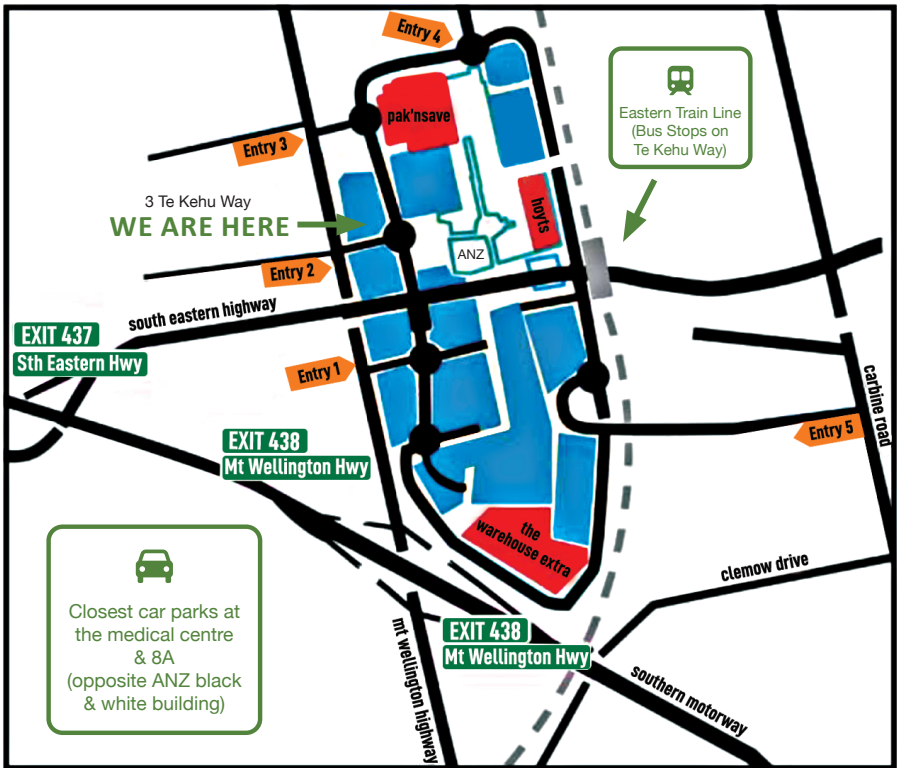 Entry 4
Eastern Train Line
(Bus Stops on
Te Kehu Way)
pak'nsave
Entry 3
3 Te Kehu Way
WE ARE HERE
hoyts
ANZ
Entry 2
south eastern highway
EXIT 437
Sth Eastern Hwy
Entry 1
carbine road
Entry 5
EXIT 438
Mt Wellington Hwy
the
warehouse extra
clemow drive
Closest car parks at
the medical centre
& 8A
(opposite ANZ black
& white building)
mt wellington highway
EXIT 438
Mt Wellington Hwy
southern motorway